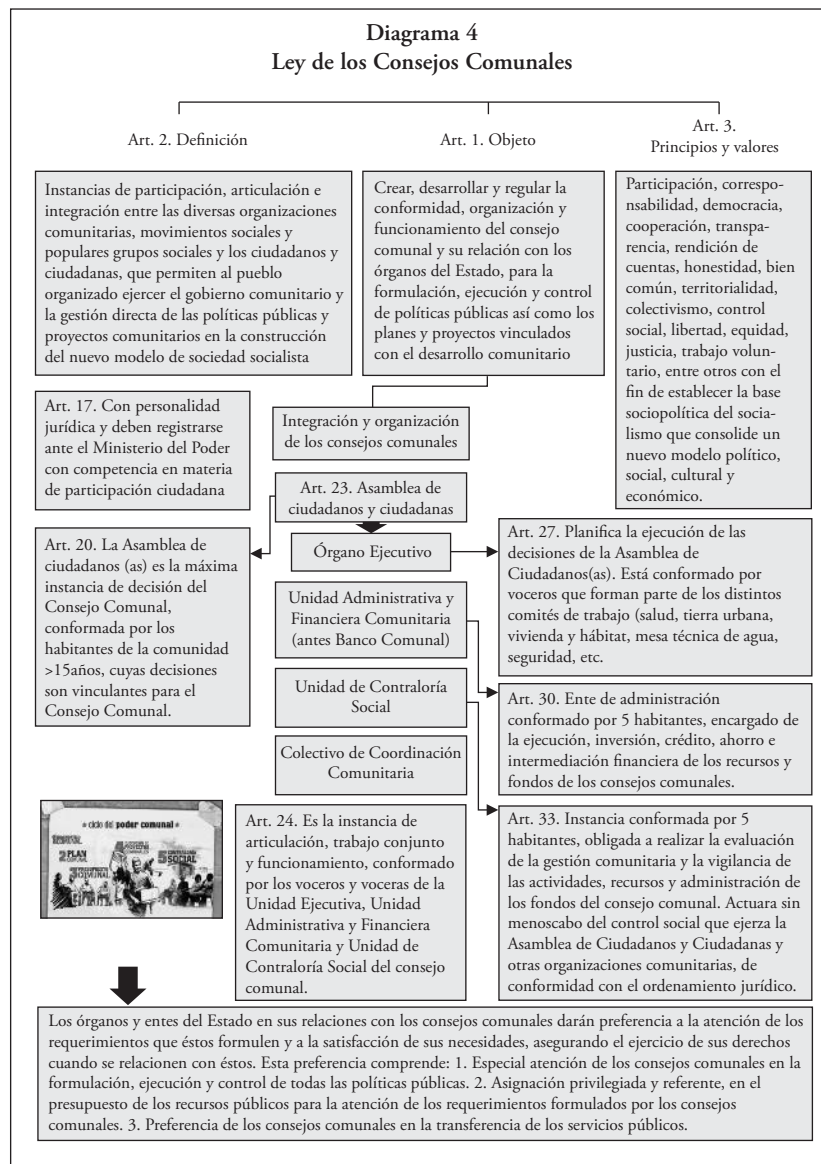 Diagrama 4
Ley de los Consejos Comunales
Art. 2. Definición
Art. 1. Objeto
Art. 3.
Principios y valores
Instancias de participación, articulación e
integración entre las diversas organizaciones
comunitarias, movimientos sociales y
populares grupos sociales y los ciudadanos y
ciudadanas, que permiten al pueblo
organizado ejercer el gobierno comunitario y
la gestión directa de las políticas públicas y
proyectos comunitarios en la construcción
del nuevo modelo de sociedad socialista
Crear, desarrollar y regular la
conformidad, organización y
funcionamiento del consejo
comunal y su relación con los
órganos del Estado, para la
formulación, ejecución y control
de políticas públicas así como los
planes y proyectos vinculados
con el desarrollo comunitario
Participación, correspon-
sabilidad, democracia,
cooperación, transpa-
rencia, rendición de
cuentas, honestidad, bien
común, territorialidad,
colectivismo, control
social, libertad, equidad,
justicia, trabajo volun-
tario, entre otros con el
fin de establecer la base
sociopolítica del socia-
lismo que consolide un
nuevo modelo político,
social, cultural y
económico.
Art. 17. Con personalidad
jurídica y deben registrarse
ante el Ministerio del Poder
con competencia en materia
de participación ciudadana
Integración y organización
de los consejos comunales
Art. 23. Asamblea de
ciudadanos y ciudadanas
Órgano Ejecutivo
Art. 20. La Asamblea de
ciudadanos (as) es la máxima
instancia de decisión del
Consejo Comunal,
conformada por los
habitantes de la comunidad
>15años, cuyas decisiones
son vinculantes para el
Consejo Comunal.
Art. 27. Planifica la ejecución de las
decisiones de la Asamblea de
Ciudadanos(as). Está conformado por
voceros que forman parte de los distintos
comités de trabajo (salud, tierra urbana,
vivienda y hábitat, mesa técnica de agua,
seguridad, etc.
Unidad Administrativa y
Financiera Comunitaria
(antes Banco Comunal)
Unidad de Contraloría
Social
Colectivo de Coordinación
Comunitaria
Art. 30. Ente de administración
conformado por 5 habitantes, encargado de
la ejecución, inversión, crédito, ahorro e
intermediación financiera de los recursos y
fondos de los consejos comunales.
ciclo del poder comunal
2 PLAN
4
5
SOCIAL
Art. 24. Es la instancia de
articulación, trabajo conjunto
y funcionamiento, conformado
por los voceros y voceras de la
Unidad Ejecutiva, Unidad
Administrativa y Financiera
Comunitaria y Unidad de
Contraloría Social del consejo
comunal.
Art. 33. Instancia conformada por 5
habitantes, obligada a realizar la evaluación
de la gestión comunitaria y la vigilancia de
las actividades, recursos y administración de
los fondos del consejo comunal. Actuara sin
menoscabo del control social que ejerza la
Asamblea de Ciudadanos y Ciudadanas y
otras organizaciones comunitarias, de
conformidad con el ordenamiento jurídico.
Los órganos y entes del Estado en sus relaciones con los consejos comunales darán preferencia a la atención de los
requerimientos que éstos formulen y a la satisfacción de sus necesidades, asegurando el ejercicio de sus derechos
cuando se relacionen con éstos. Esta preferencia comprende: 1. Especial atención de los consejos comunales en la
formulación, ejecución y control de todas las políticas públicas. 2. Asignación privilegiada y referente, en el
presupuesto de los recursos públicos para la atención de los requerimientos formulados por los consejos
comunales. 3. Preferencia de los consejos comunales en la transferencia de los servicios públicos.